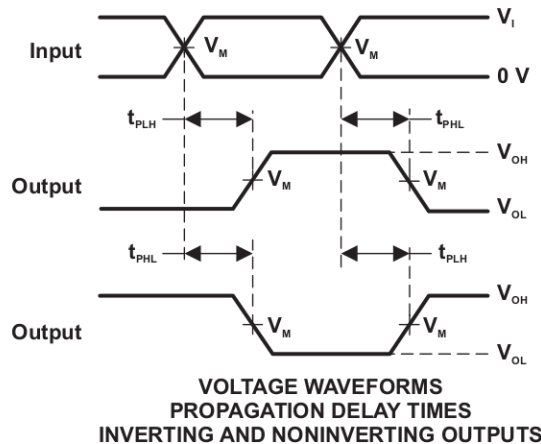 V_I
Input
V_M
V_M
0 V
t_PLH
t_PHL
V_OH
Output
V_M
V_M
V_OL
t_PHL
t_PLH
V_OH
Output
V_M
V_M
V_OL
VOLTAGE WAVEFORMS
PROPAGATION DELAY TIMES
INVERTING AND NONINVERTING OUTPUTS